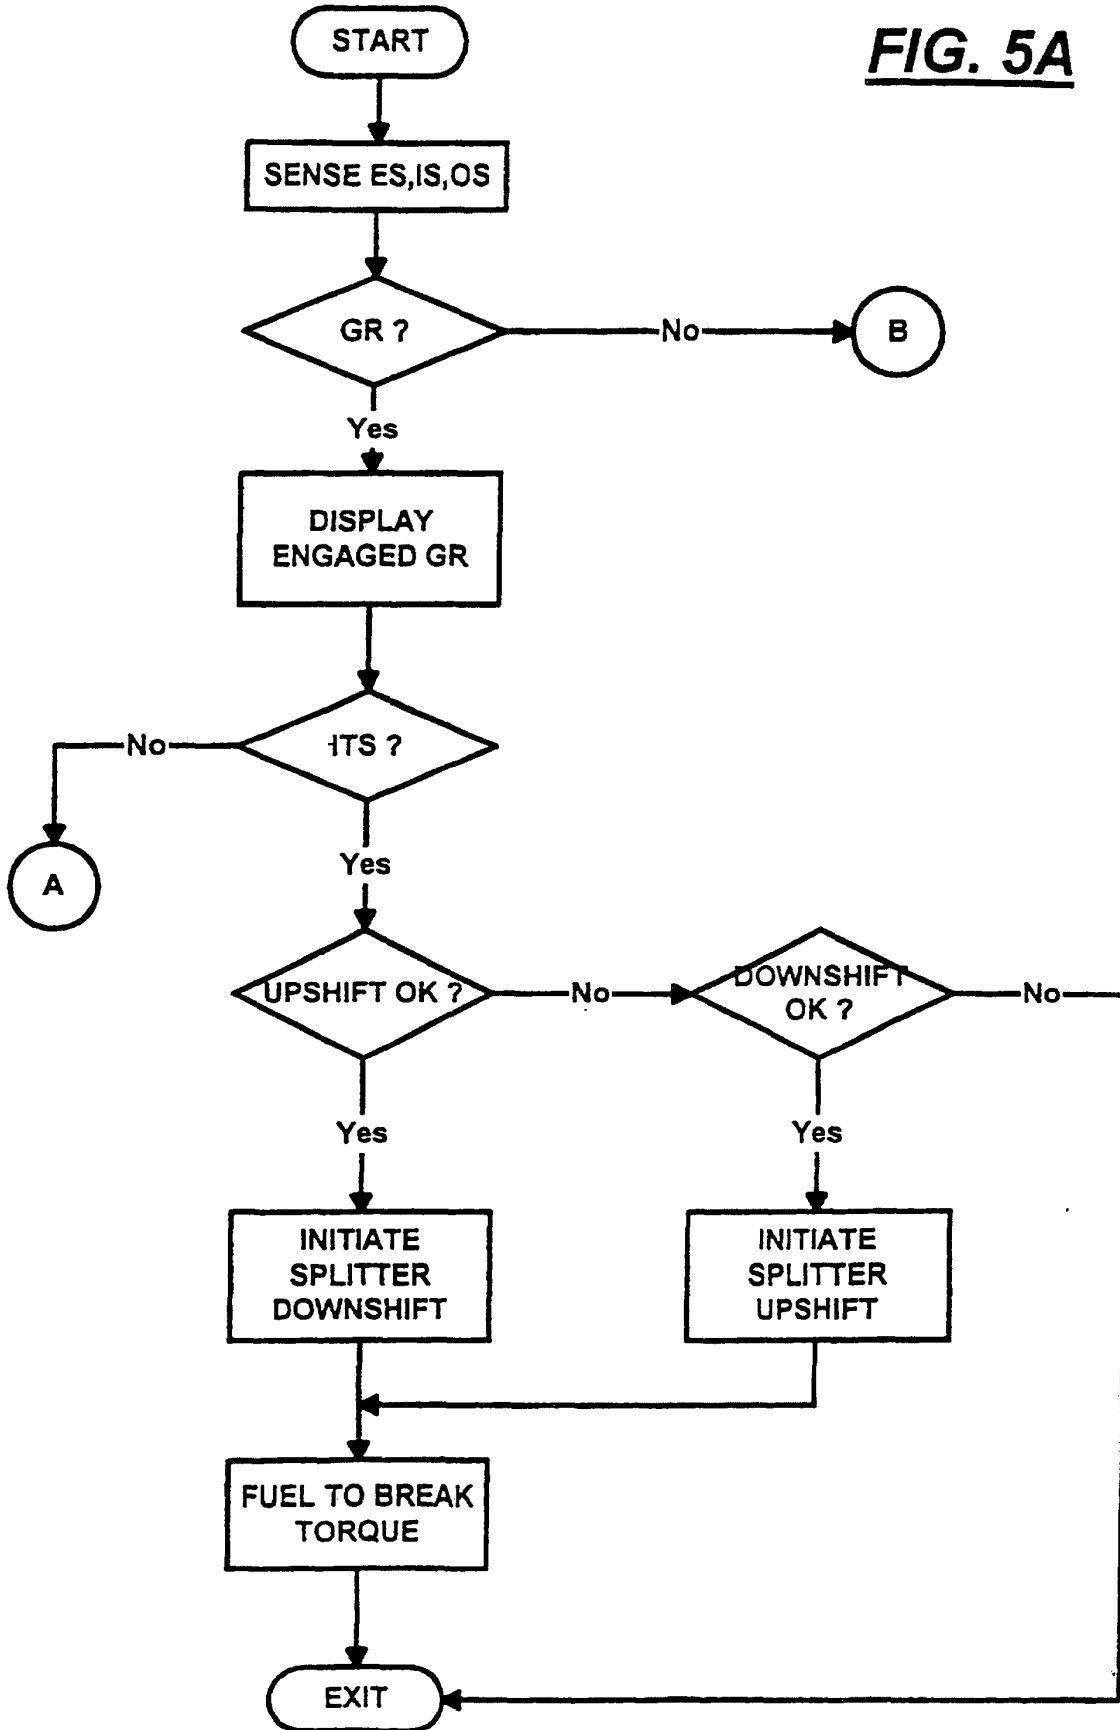 START
FIG. 5A
SENSE ES,IS,OS
GR ?
No
B
Yes
DISPLAY
ENGAGED GR
ITS ?
No
A
Yes
UPSHIFT OK ?
No
DOWNSHIFT
OK ?
No
Yes
Yes
INITIATE
SPLITTER
DOWNSHIFT
INITIATE
SPLITTER
UPSHIFT
FUEL TO BREAK
TORQUE
EXIT